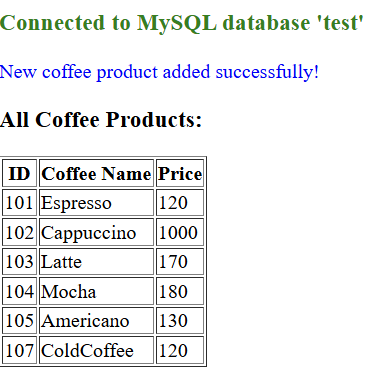 Connected to MySQL database 'test'
New coffee product added successfully!
All Coffee Products:
ID Coffee Name Price
101 Espresso 120
102 Cappuccino 1000
103 Latte 170
104 Mocha 180
105 Americano 130
107 ColdCoffee 120